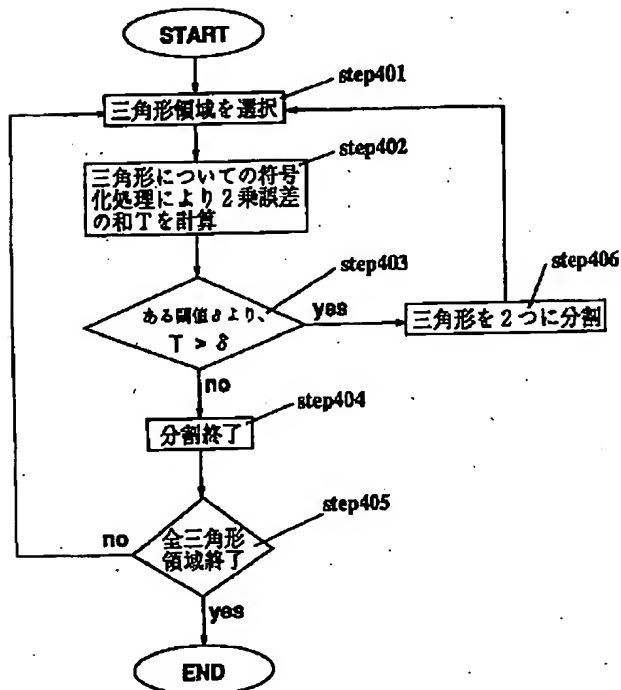 START
step401
三角形領域を選択
step402
三角形についての符号
化処理により2乗誤差
の和Tを計算
step403
ある閾値δより、
T > δ
yes
step406
三角形を2つに分割
no
step404
分割終了
step405
全三角形
領域終了
no
yes
END